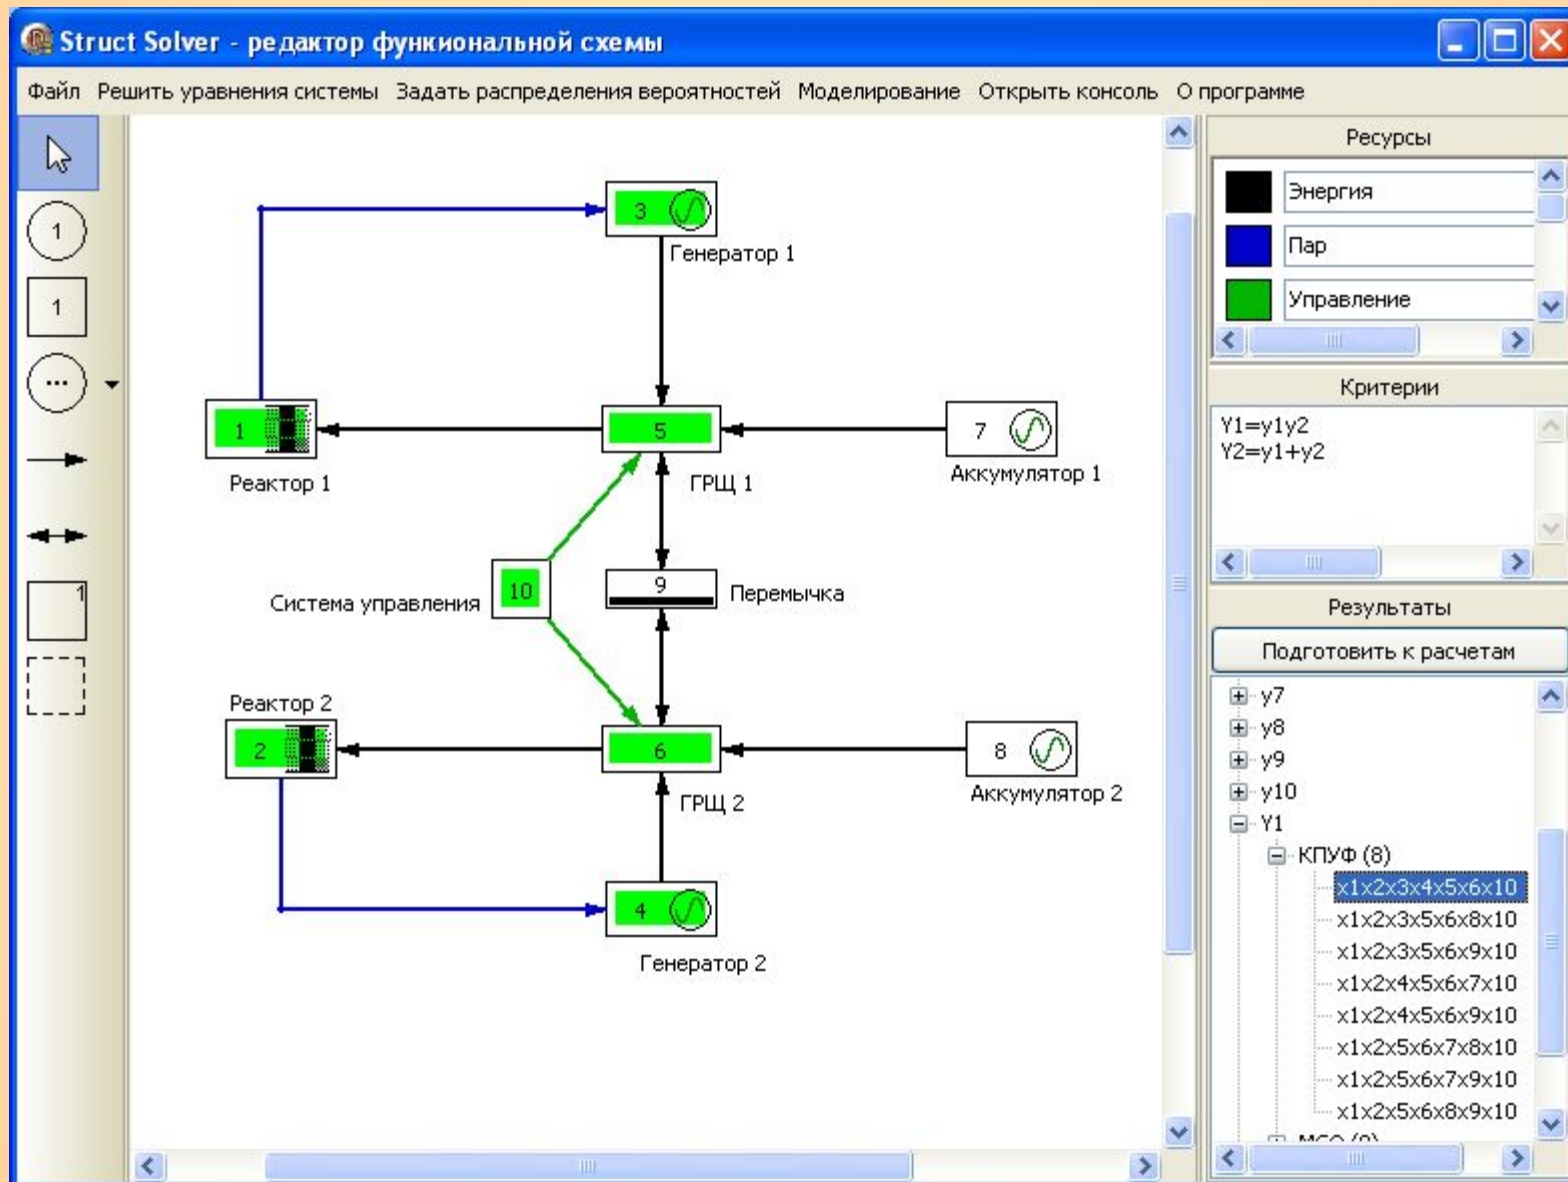 Struct Solver - редактор функиональной схемы
Файл Решить уравнения системы Задать распределения вероятностей Моделирование Открыть консоль О программе
1
1
...
1
3
Генератор 1
1
Реактор 1
5
ГРЩ 1
7
Аккумулятор 1
10
Система управления
9
Перемычка
Реактор 2
2
6
ГРЩ 2
8
Аккумулятор 2
4
Генератор 2
Ресурсы
Энергия
Пар
Управление
Критерии
Y1=y1y2
Y2=y1+y2
Результаты
Подготовить к расчетам
y7
y8
y9
y10
Y1
КПУФ (8)
x1x2x3x4x5x6x10
x1x2x3x5x6x8x10
x1x2x3x5x6x9x10
x1x2x4x5x6x7x10
x1x2x4x5x6x9x10
x1x2x5x6x7x8x10
x1x2x5x6x7x9x10
x1x2x5x6x8x9x10